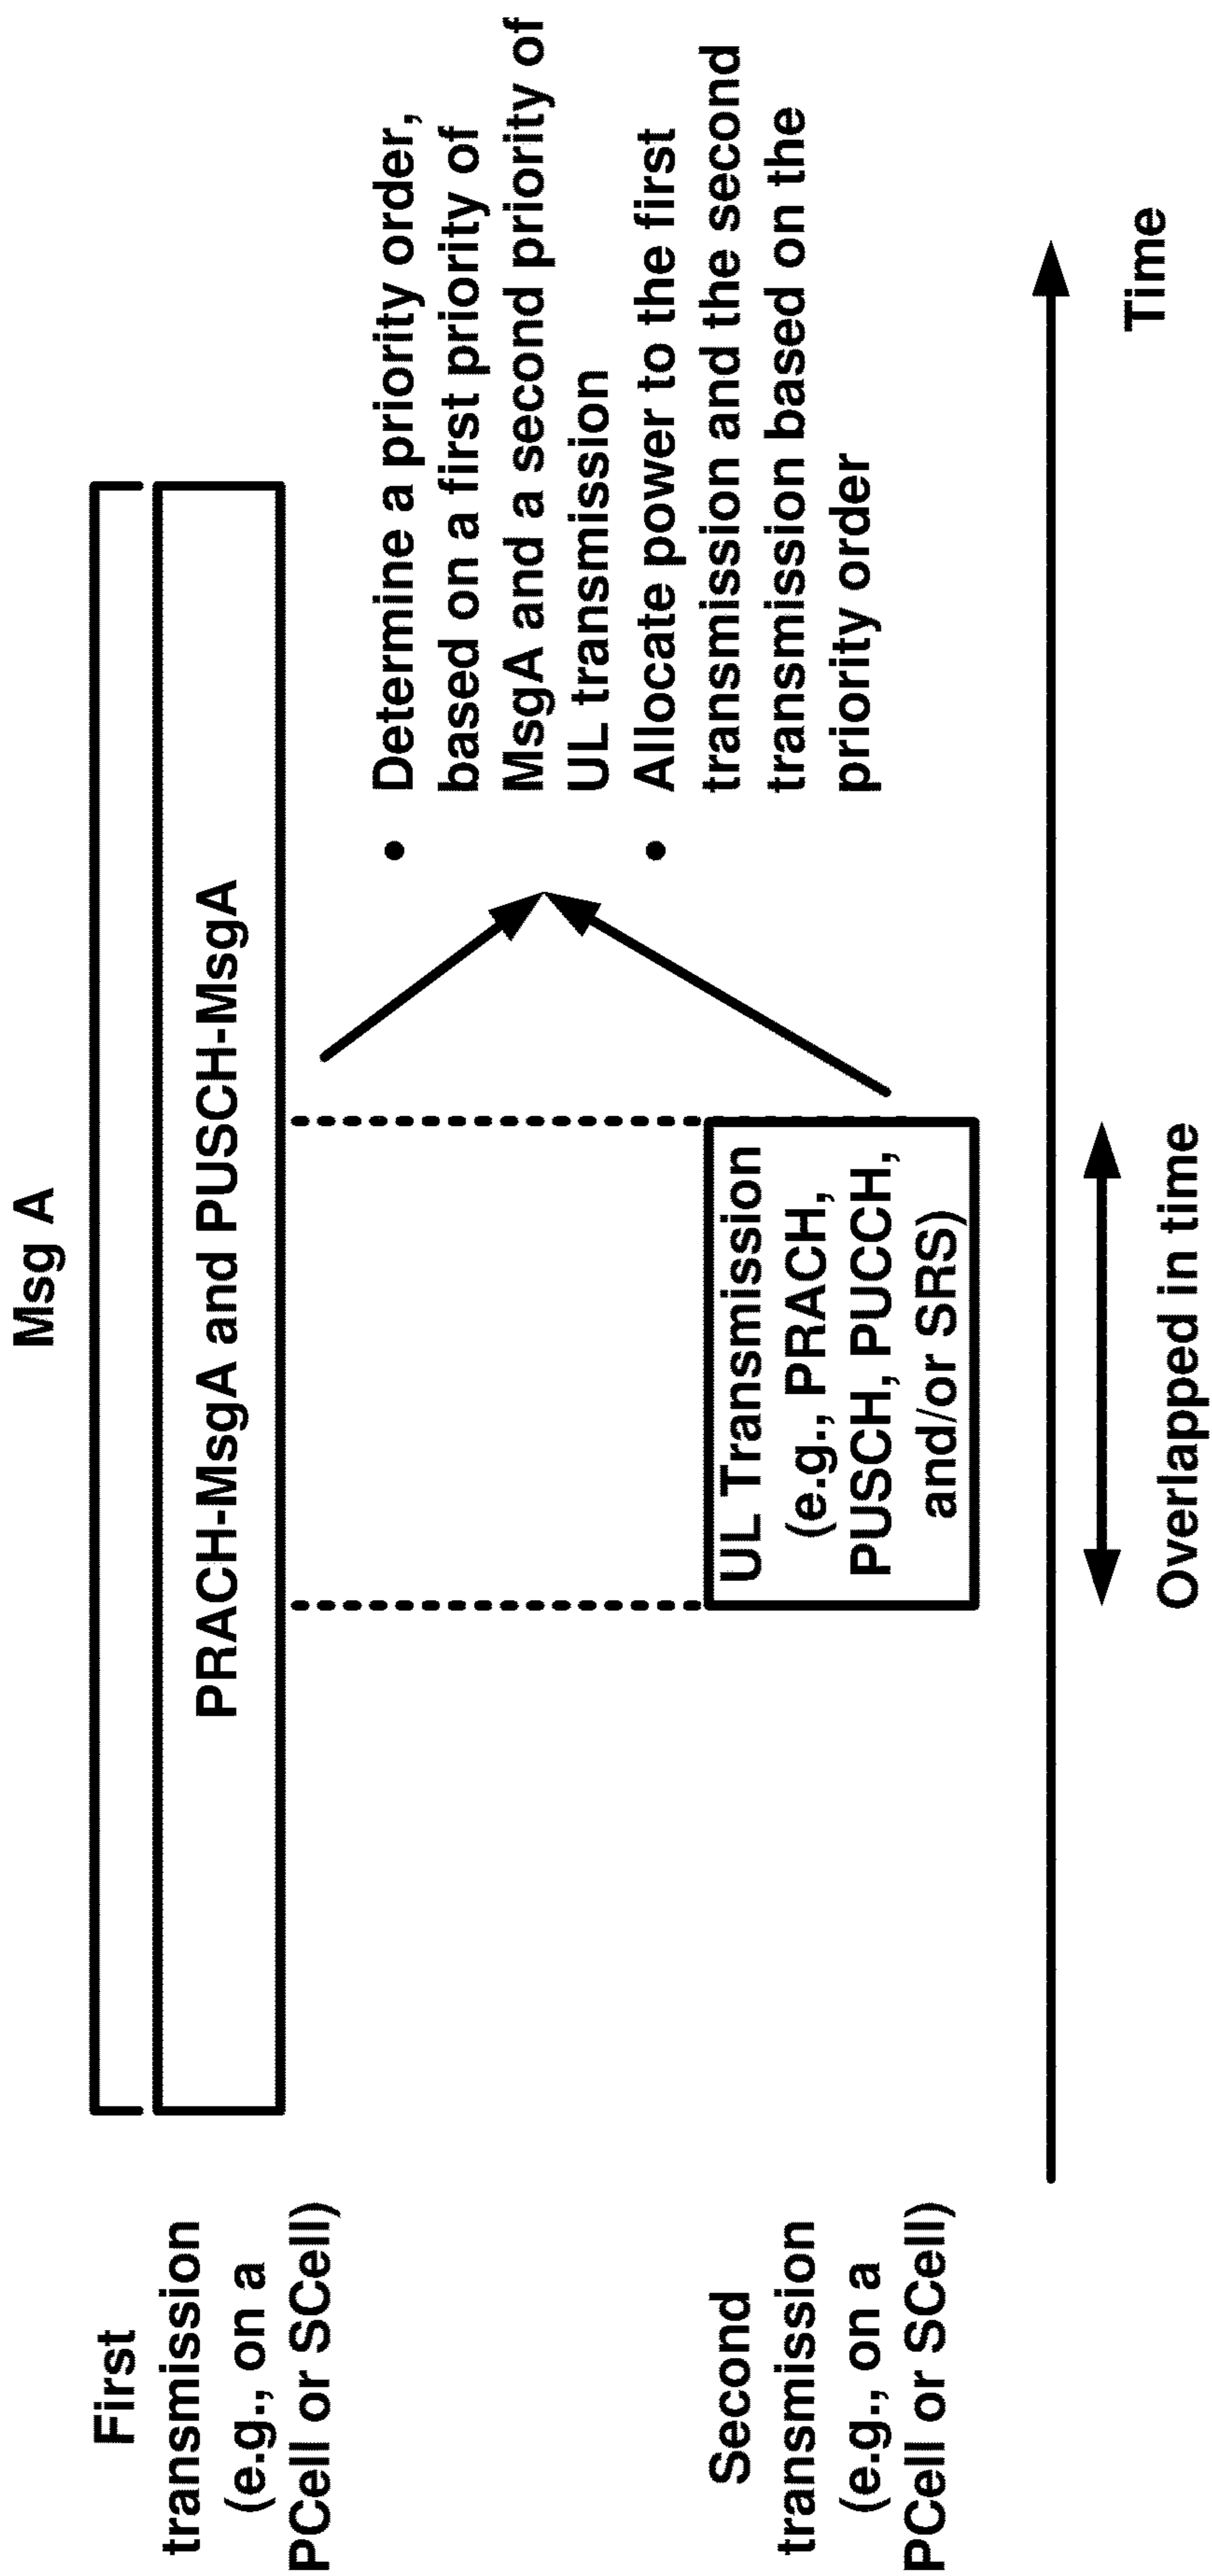 Msg A
First
transmission
(e.g., on a
PCell or SCell)
PRACH-MsgA and PUSCH-MsgA
• Determine a priority order,
based on a first priority of
MsgA and a second priority of
UL transmission
• Allocate power to the first
transmission and the second
transmission based on the
priority order
Second
transmission
(e.g., on a
PCell or SCell)
UL Transmission
(e.g., PRACH,
PUSCH, PUCCH,
and/or SRS)
Time
Overlapped in time